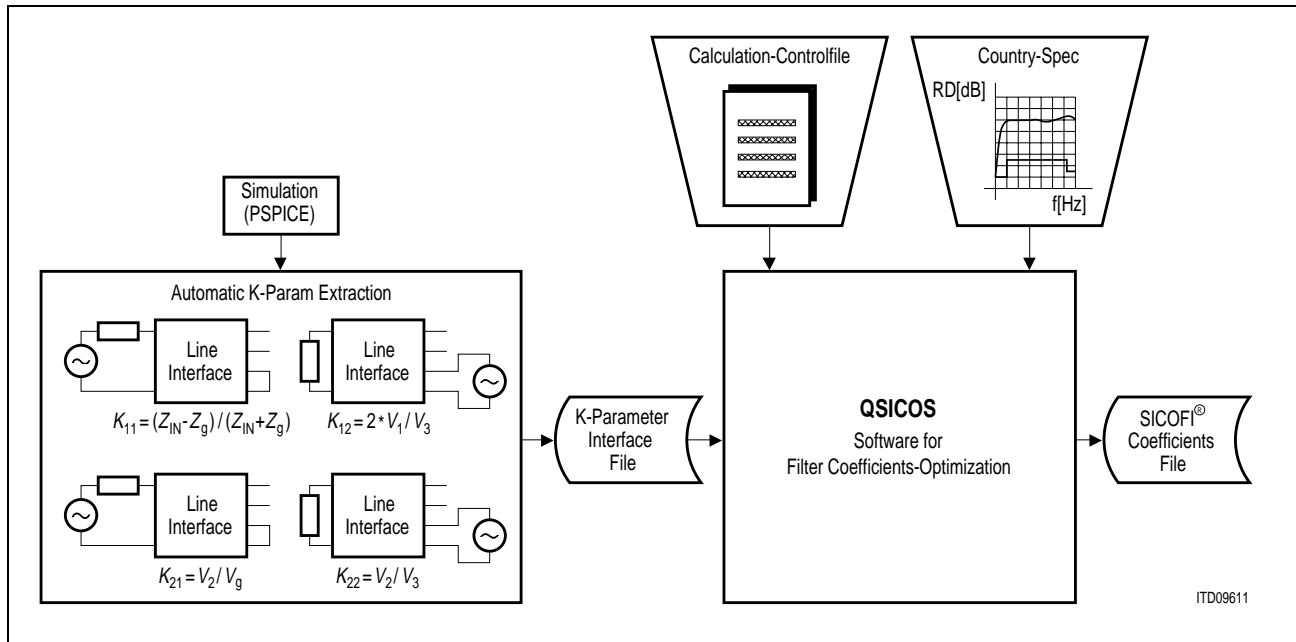 Calculation-Controlfile
Country-Spec
RD[dB]
f[Hz]
Simulation
(PSPICE)
Automatic K-Param Extraction
Line
Interface
Line
Interface
K11=(ZIN-Zg)/(ZIN+Zg)
K12=2*V1/V3
Line
Interface
Line
Interface
K21=V2/Vg
K22=V2/V3
K-Parameter
Interface
File
QSICOS
Software for
Filter Coefficients-Optimization
SICOFI®
Coefficients
File
ITD09611